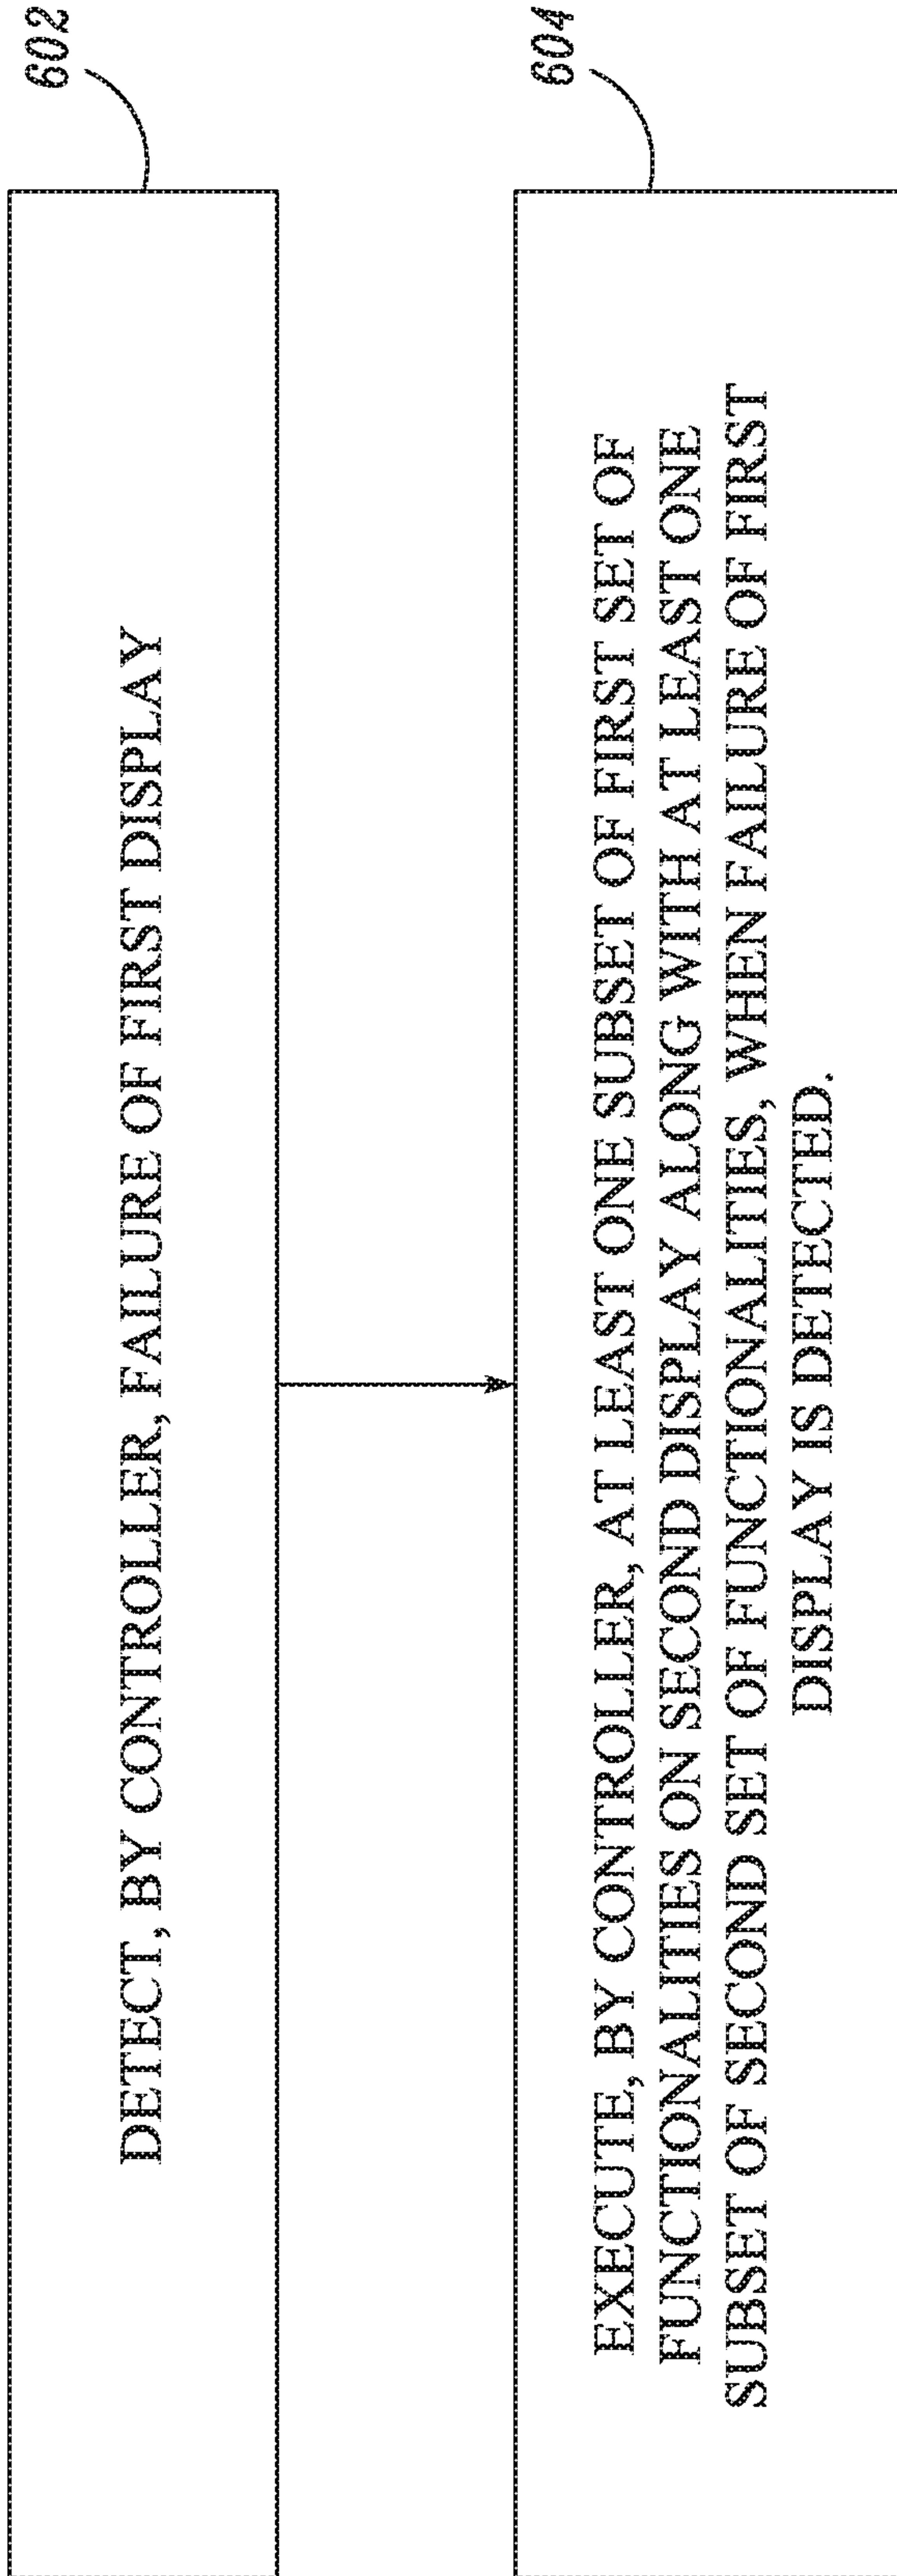 602
DETECT, BY CONTROLLER, FAILURE OF FIRST DISPLAY
604
EXECUTE, BY CONTROLLER, AT LEAST ONE SUBSET OF FIRST SET OF
FUNCTIONALITIES ON SECOND DISPLAY ALONG WITH AT LEAST ONE
SUBSET OF SECOND SET OF FUNCTIONALITIES, WHEN FAILURE OF FIRST
DISPLAY IS DETECTED.